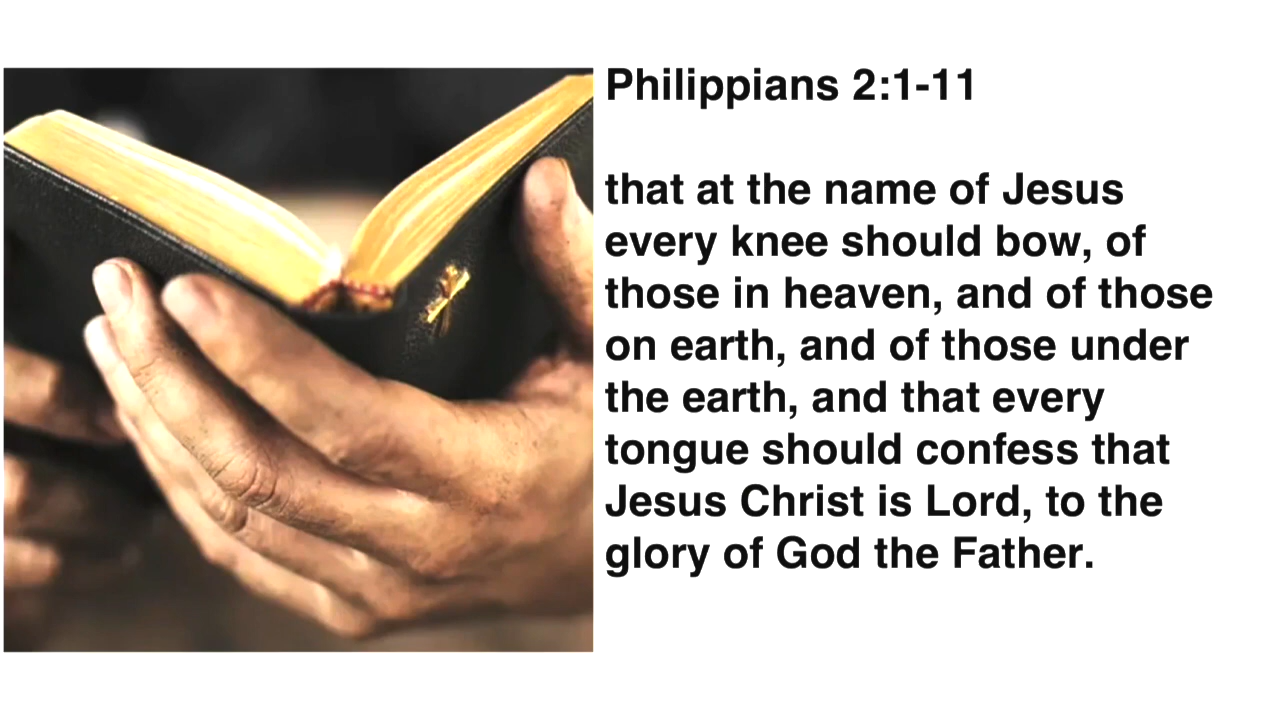 Philippians 2:1-11
that at the name of Jesus
every knee should bow, of
those in heaven, and of those
on earth, and of those under
the earth, and that every
tongue should confess that
Jesus Christ is Lord, to the
glory of God the Father.